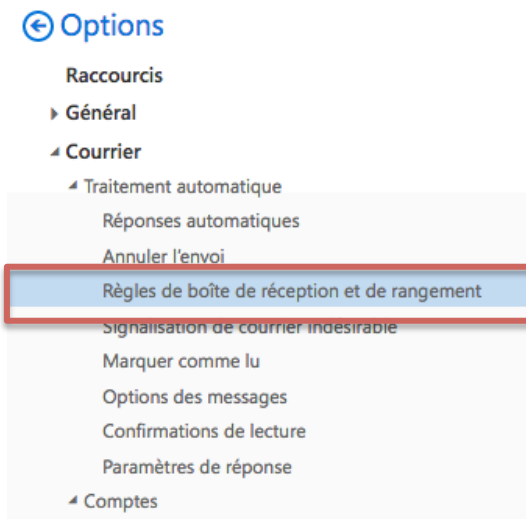 Options
Raccourcis
Général
Courrier
Traitement automatique
Réponses automatiques
Annuler l'envoi
Règles de boîte de réception et de rangement
Signalisation de courrier indésirable
Marquer comme lu
Options des messages
Confirmations de lecture
Paramètres de réponse
Comptes